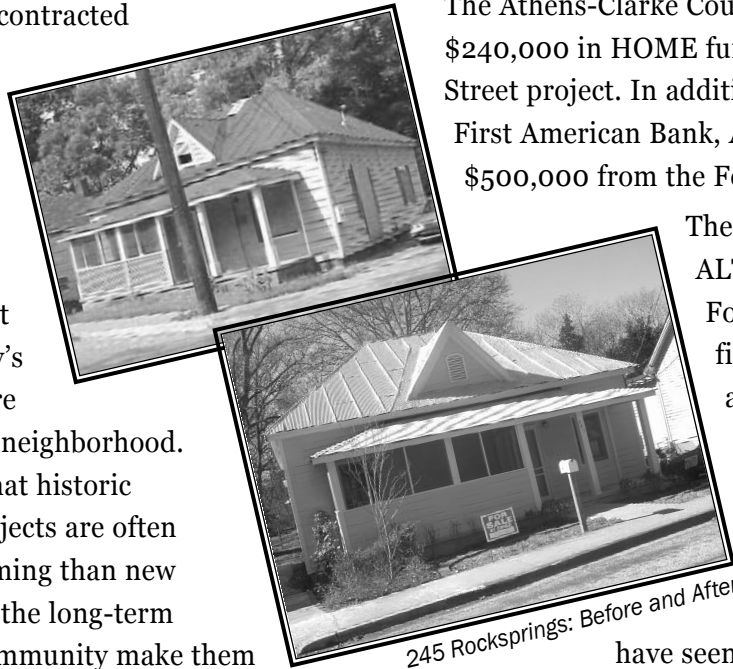 contracted
t
y's
re
neighborhood.
hat historic
jects are often
ming than new
the long-term
mmunity make them
The Athens-Clarke Cou
$240,000 in HOME fu
Street project. In additi
First American Bank, A
$500,000 from the Fe
The
AL
Fo
fi
a
have seen
FOR
SALE
245 Rocksprings: Before and After